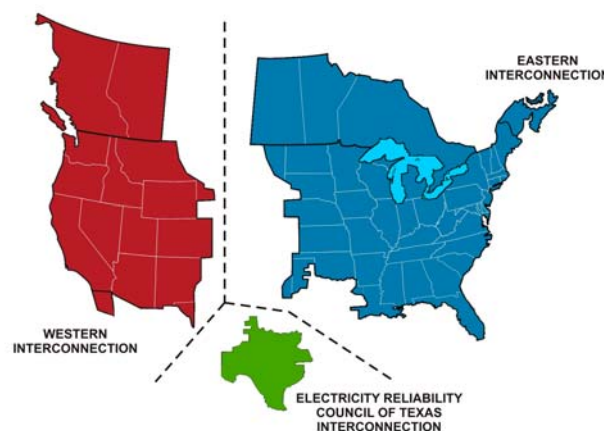 EASTERN
INTERCONNECTION
WESTERN
INTERCONNECTION
ELECTRICITY RELIABILITY
COUNCIL OF TEXAS
INTERCONNECTION